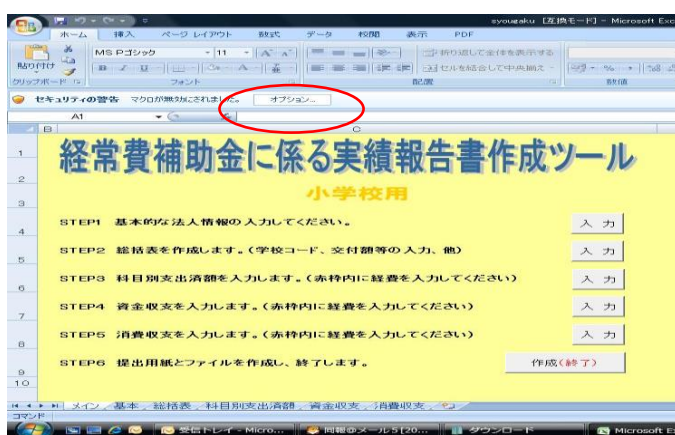 syougaku [互換モード] - Microsoft Exc
ホーム 挿入 ページ レイアウト 数式 データ 校閲 表示 PDF
MS Pゴシック 11
折り返して全体を表示する
貼り付け
セルを結合して中央揃え
クリップボード フォント 配置 数値
セキュリティの警告 マクロが無効にされました。 オプション...
A1
B C
1 経常費補助金に係る実績報告書作成ツール
2
小学校用
3
STEP1 基本的な法人情報の入力してください。 入 力
4
STEP2 総括表を作成します。(学校コード、交付額等の入力、他) 入 力
5
STEP3 科目別支出済額を入力します。(赤枠内に経費を入力してください) 入 力
6
STEP4 資金収支を入力します。(赤枠内に経費を入力してください) 入 力
7
STEP5 消費収支を入力します。(赤枠内に経費を入力してください) 入 力
8
STEP6 提出用紙とファイルを作成し、終了します。 作成(終了)
9
10
メイン 基本 総括表 科目別支出済額 資金収支 消費収支
コマンド
受信トレイ - Micro... 同報のメール5 [20... ダウンロード Microsoft E